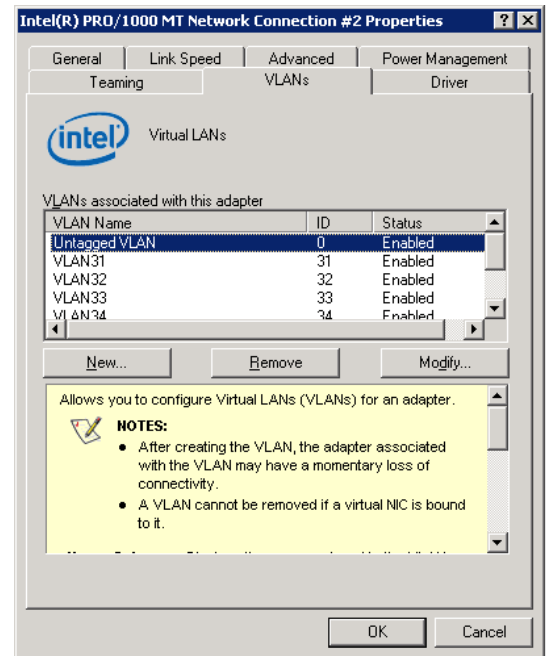 Intel(R) PRO/1000 MT Network Connection #2 Properties
General Link Speed Advanced Power Management
Teaming VLANs Driver
intel Virtual LANs
VLANs associated with this adapter
VLAN Name ID Status
Untagged VLAN 0 Enabled
VLAN31 31 Enabled
VLAN32 32 Enabled
VLAN33 33 Enabled
VLAN34 34 Enabled
New... Remove Modify...
Allows you to configure Virtual LANs (VLANs) for an adapter.
NOTES:
• After creating the VLAN, the adapter associated
with the VLAN may have a momentary loss of
connectivity.
• A VLAN cannot be removed if a virtual NIC is bound
to it.
OK Cancel